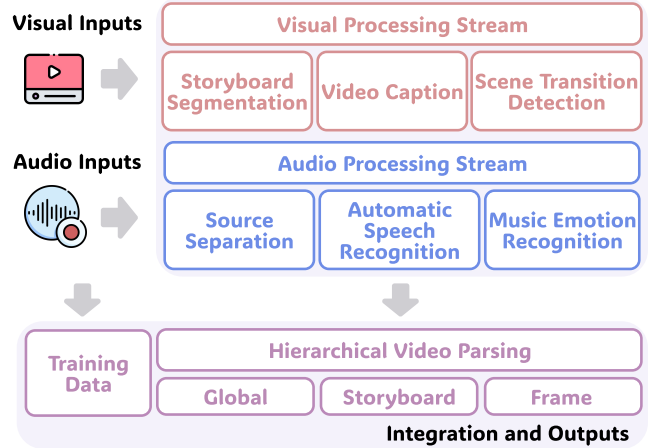 Visual Inputs
Visual Processing Stream
Storyboard
Segmentation
Video Caption
Scene Transition
Detection
Audio Inputs
Audio Processing Stream
Source
Separation
Automatic
Speech
Recognition
Music Emotion
Recognition
Training
Data
Hierarchical Video Parsing
Global
Storyboard
Frame
Integration and Outputs